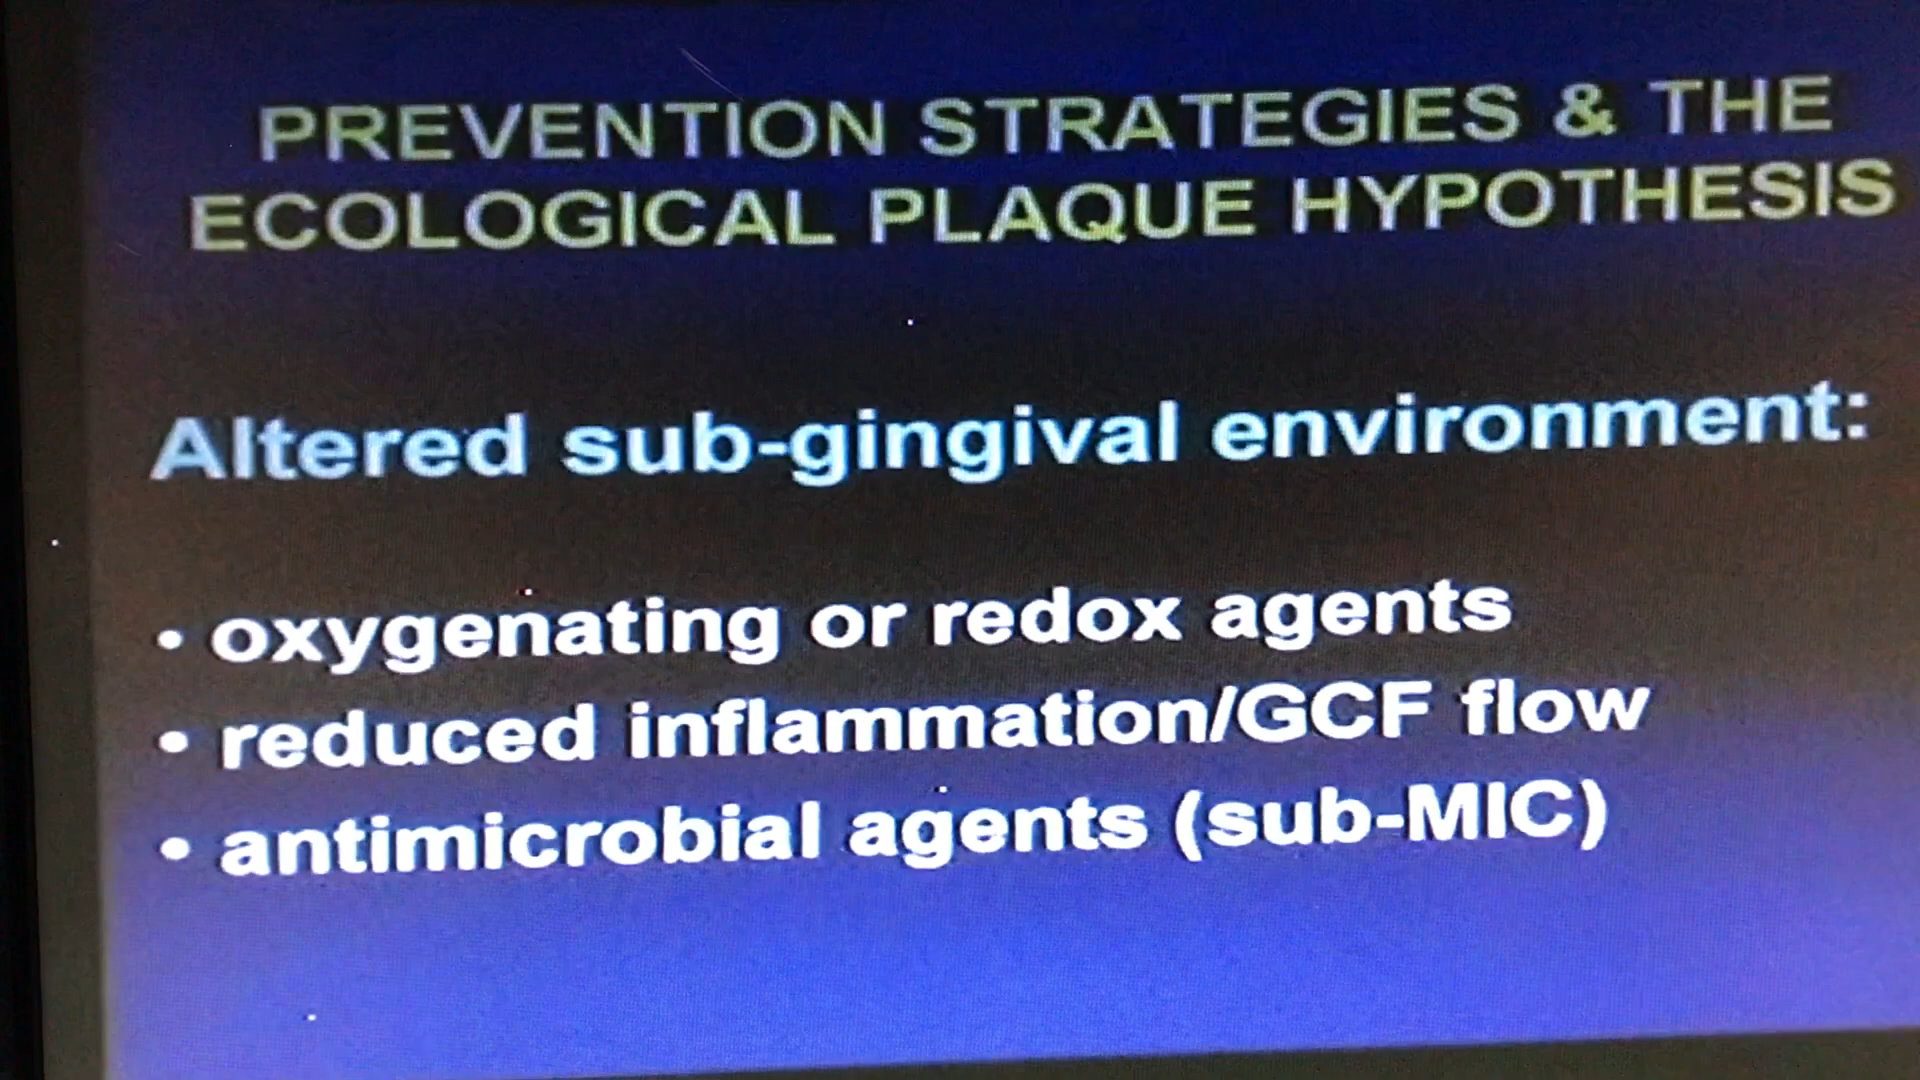 PREVENTION STRATEGIES & THE
ECOLOGICAL PLAQUE HYPOTHESIS
Altered sub-gingival environment:
• oxygenating or redox agents
• reduced inflammation/GCF flow
• antimicrobial agents (sub-MIC)